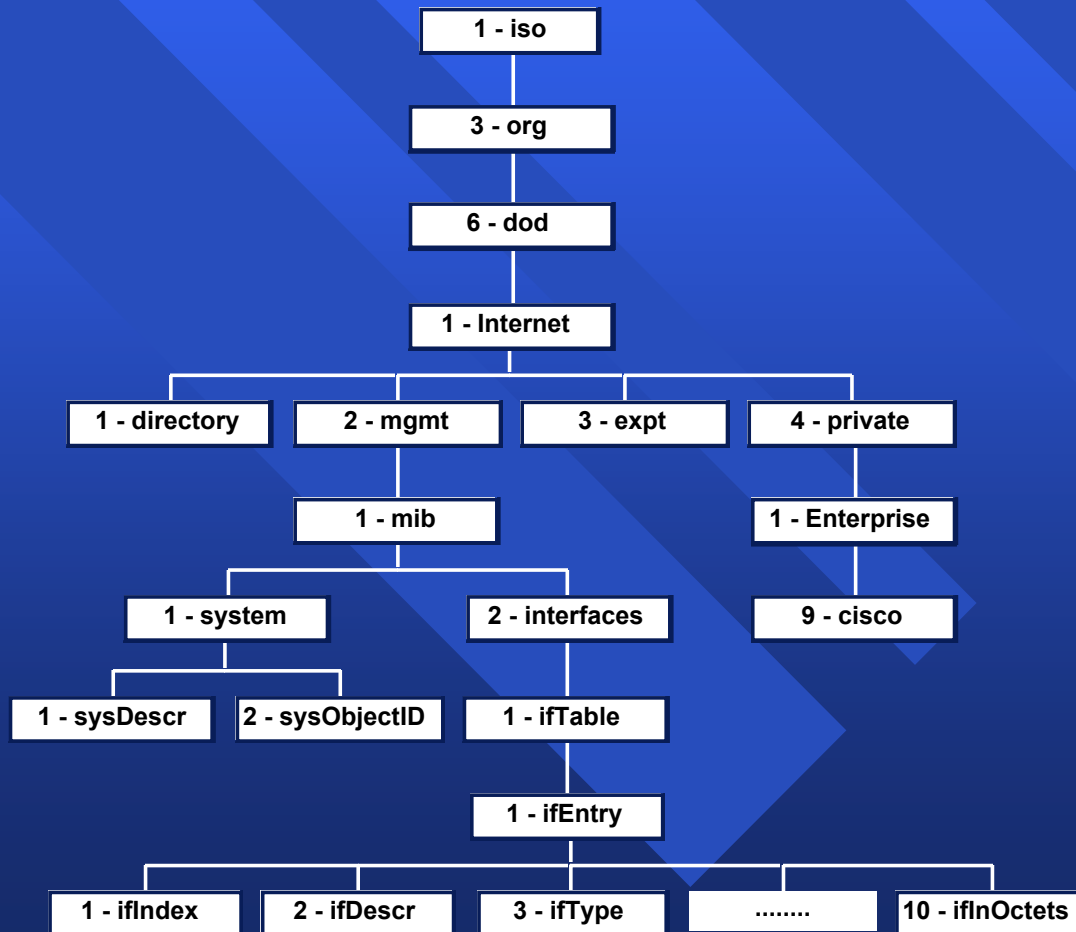 1 - iso
3 - org
6 - dod
1 - Internet
1 - directory
2 - mgmt
3 - expt
4 - private
1 - mib
1 - Enterprise
1 - system
2 - interfaces
9 - cisco
1 - sysDescr
2 - sysObjectID
1 - ifTable
1 - ifEntry
1 - ifIndex
2 - ifDescr
3 - ifType
........
10 - ifInOctets